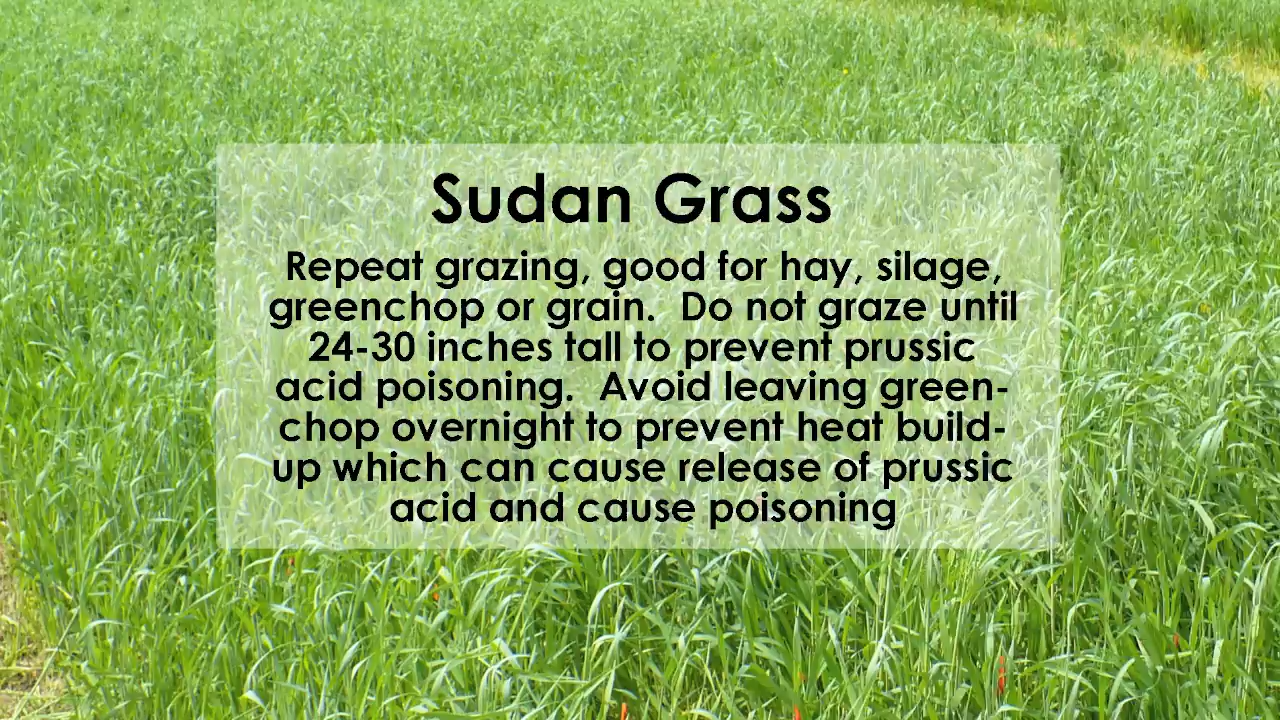 Sudan Grass
Repeat grazing, good for hay, silage,
greenchop or grain.  Do not graze until
24-30 inches tall to prevent prussic
acid poisoning.  Avoid leaving green-
chop overnight to prevent heat build-
up which can cause release of prussic
acid and cause poisoning